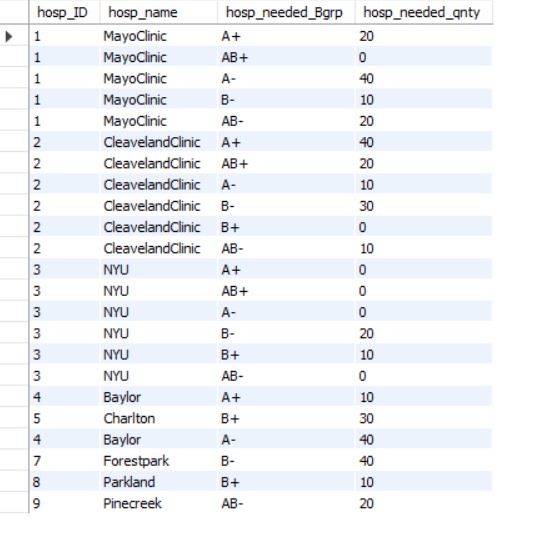 hosp_ID hosp_name hosp_needed_Bgrp hosp_needed_qnty
1 MayoClinic A+ 20
1 MayoClinic AB+ 0
1 MayoClinic A- 40
1 MayoClinic B- 10
1 MayoClinic AB- 20
2 CleavelandClinic A+ 40
2 CleavelandClinic AB+ 20
2 CleavelandClinic A- 10
2 CleavelandClinic B- 30
2 CleavelandClinic B+ 0
2 CleavelandClinic AB- 10
3 NYU A+ 0
3 NYU AB+ 0
3 NYU A- 0
3 NYU B- 20
3 NYU B+ 10
3 NYU AB- 0
4 Baylor A+ 10
5 Charlton B+ 30
4 Baylor A- 40
7 Forestpark B- 40
8 Parkland B+ 10
9 Pinecreek AB- 20